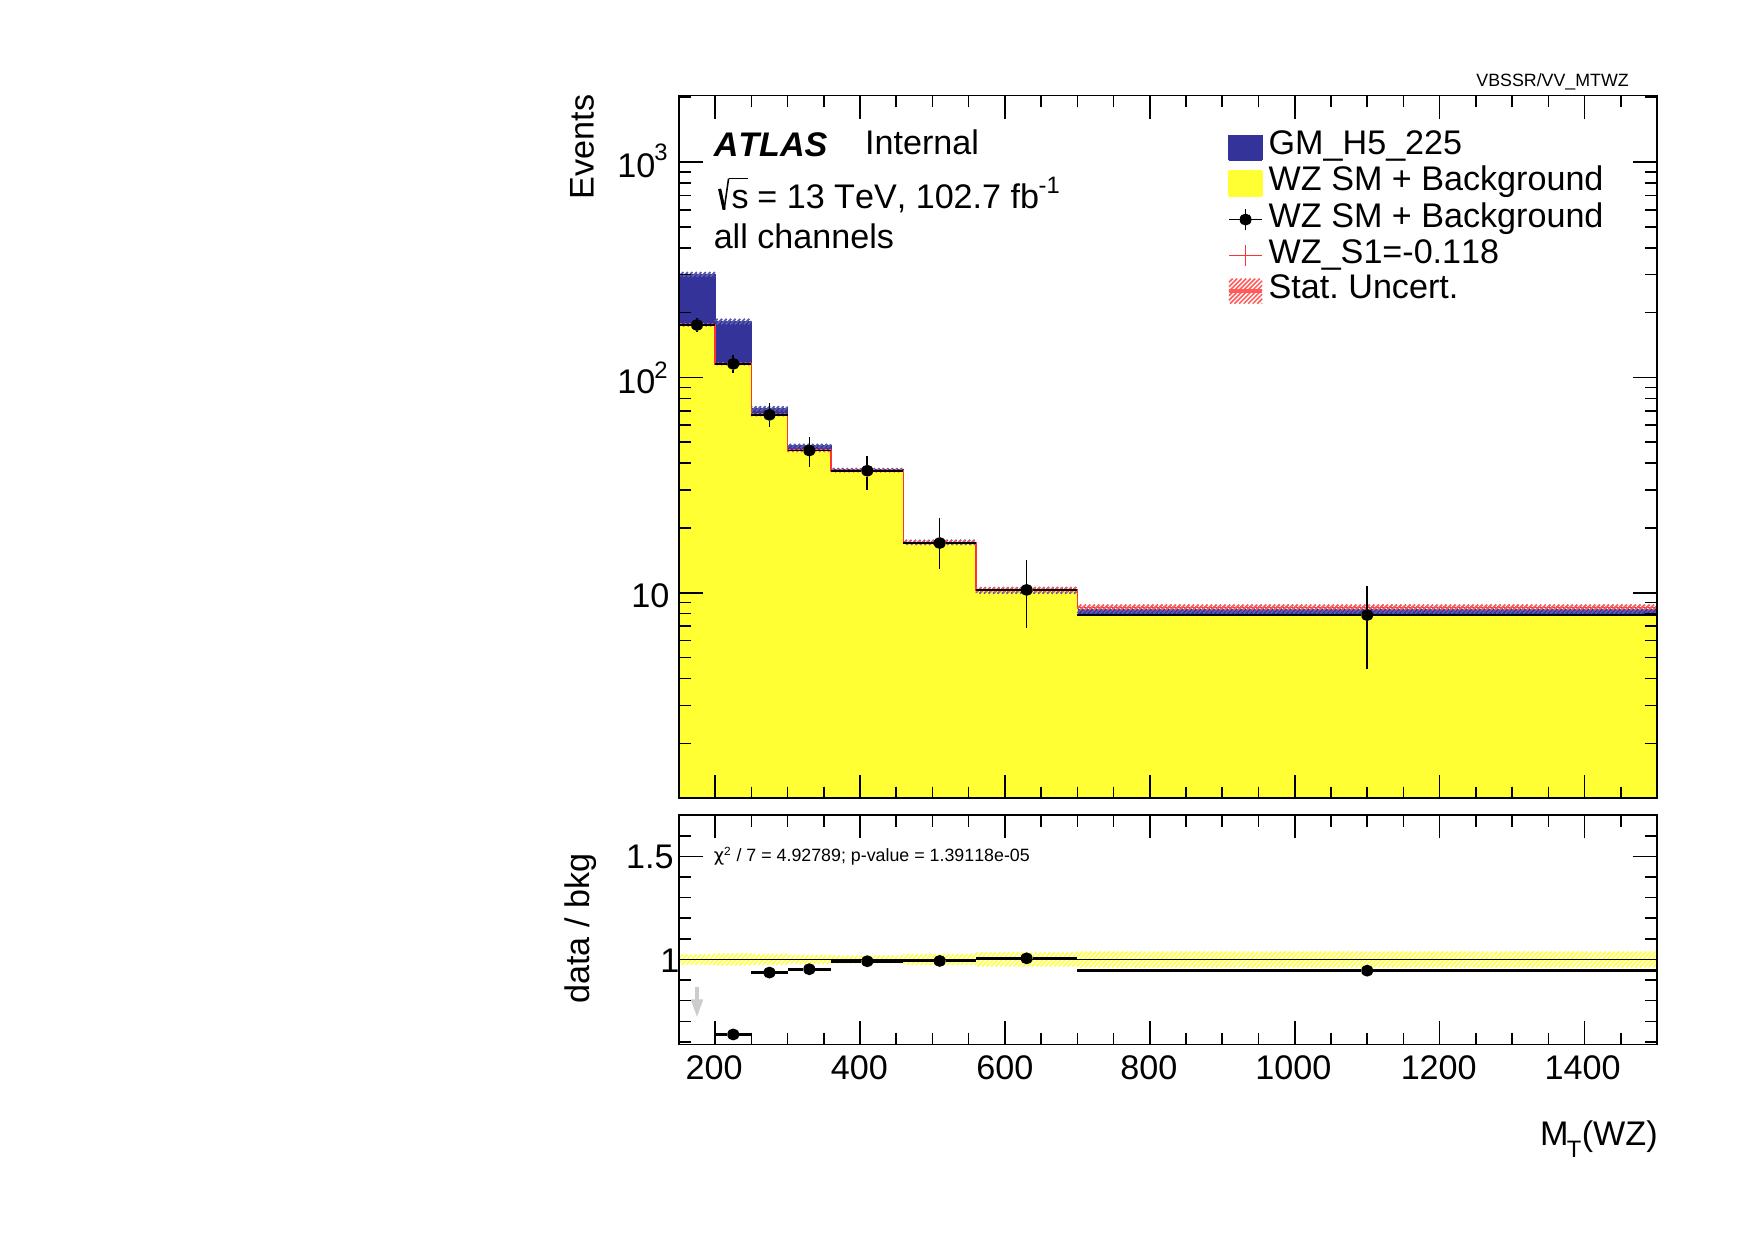 VBSSR/VV_MTWZ
Events
10³
10²
10
ATLAS Internal
√s = 13 TeV, 102.7 fb⁻¹
all channels
GM_H5_225
WZ SM + Background
WZ SM + Background
WZ_S1=-0.118
Stat. Uncert.
data / bkg
1.5
1
χ² / 7 = 4.92789; p-value = 1.39118e-05
200 400 600 800 1000 1200 1400
M_T(WZ)